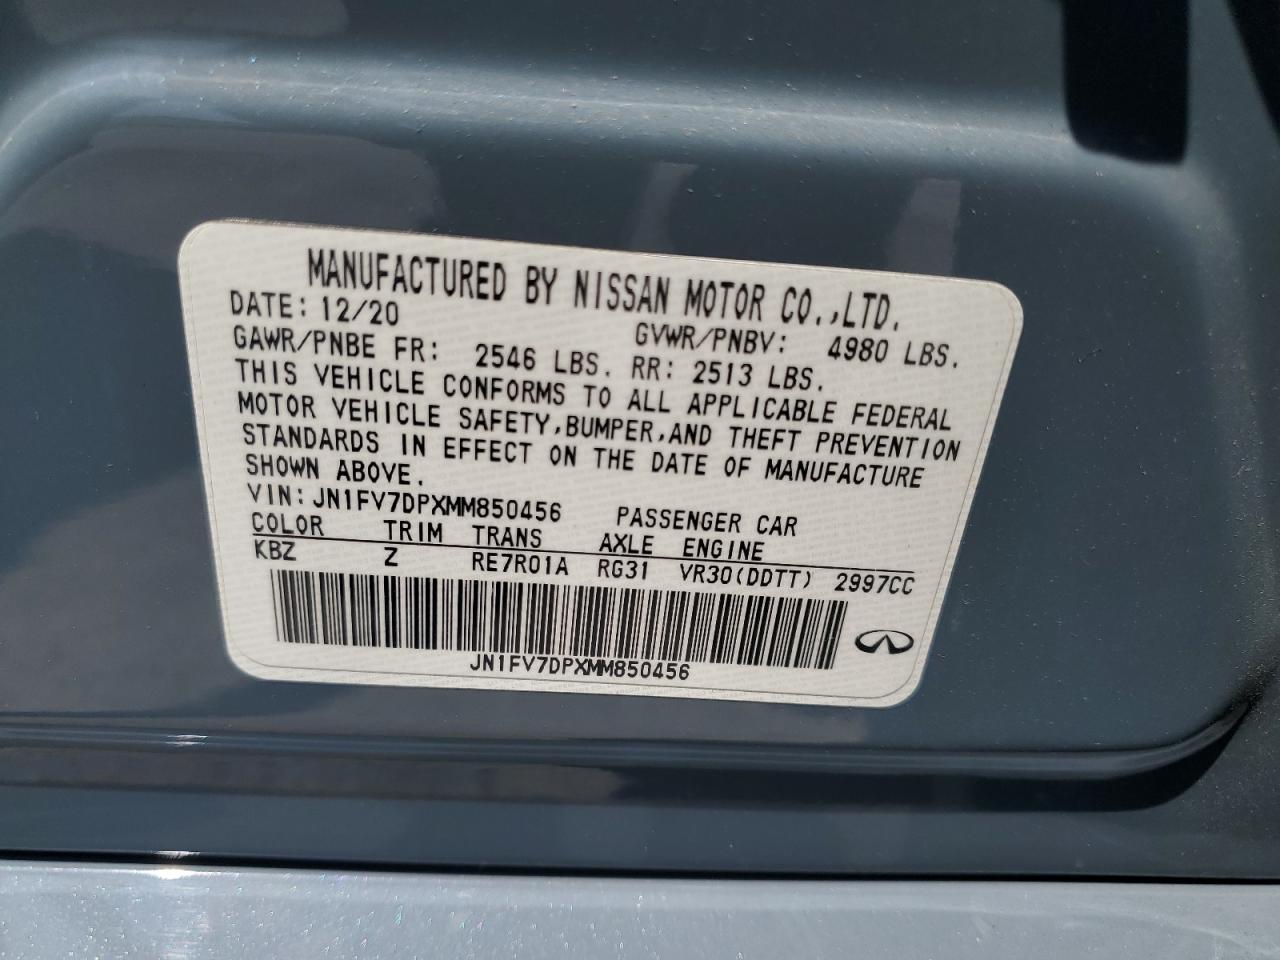 MANUFACTURED BY NISSAN MOTOR CO.,LTD.
DATE: 12/20 GVWR/PNBV: 4980 LBS.
GAWR/PNBE FR: 2546 LBS. RR: 2513 LBS.
THIS VEHICLE CONFORMS TO ALL APPLICABLE FEDERAL
MOTOR VEHICLE SAFETY,BUMPER,AND THEFT PREVENTION
STANDARDS IN EFFECT ON THE DATE OF MANUFACTURE
SHOWN ABOVE.
VIN: JN1FV7DPXMM850456 PASSENGER CAR
COLOR TRIM TRANS AXLE ENGINE
KBZ Z RE7R01A RG31 VR30(DDTT) 2997CC
JN1FV7DPXMM850456